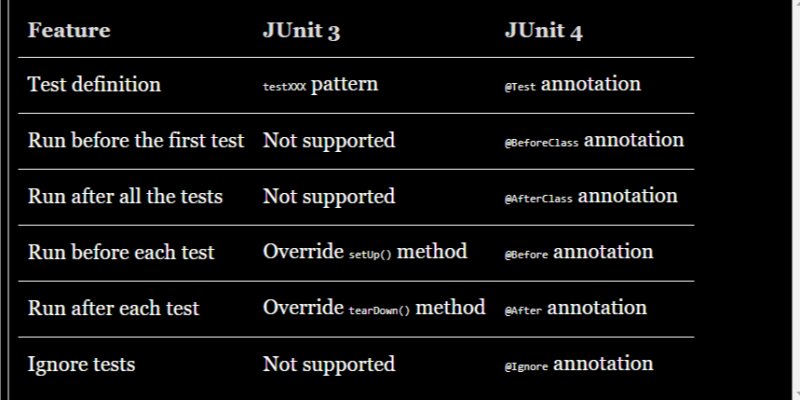 Feature JUnit 3 JUnit 4
Test definition testXXX pattern @Test annotation
Run before the first test Not supported @BeforeClass annotation
Run after all the tests Not supported @AfterClass annotation
Run before each test Override setUp() method @Before annotation
Run after each test Override tearDown() method @After annotation
Ignore tests Not supported @Ignore annotation